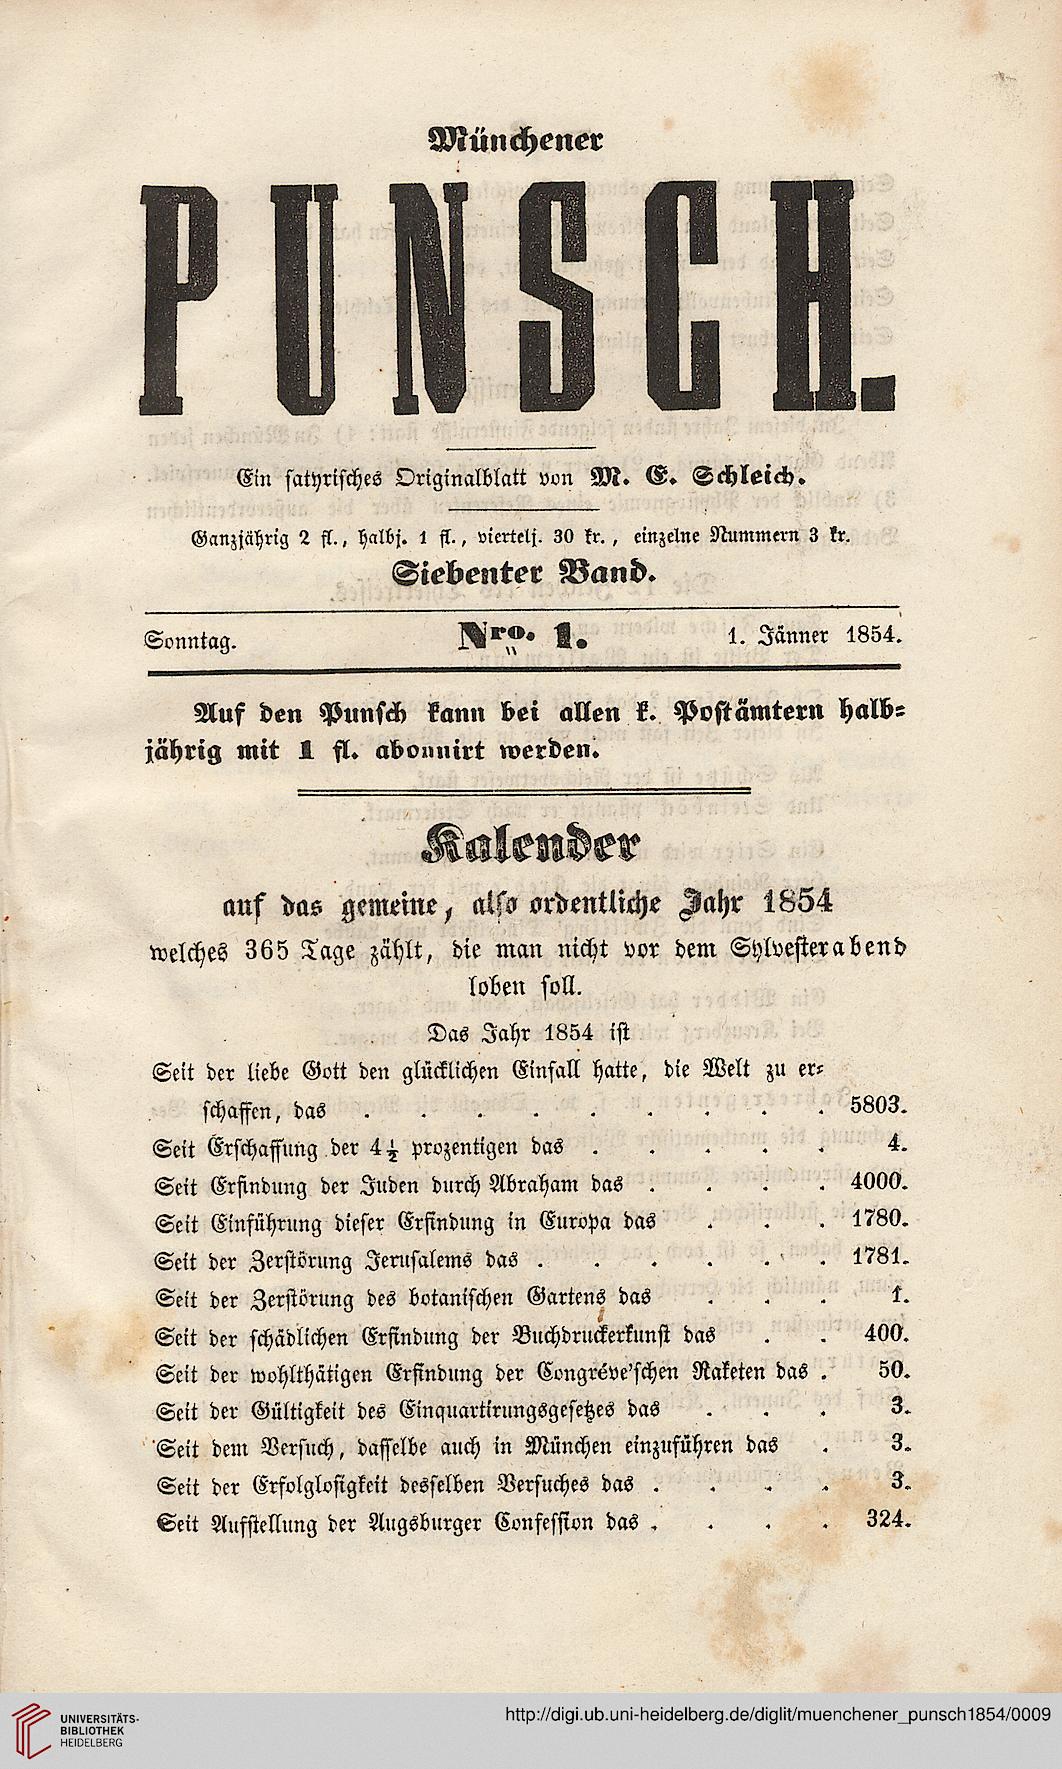 Münchener
PUNSCH.
Ein satyrisches Originalblatt von M. E. Schleich.
Ganzjährig 2 fl., halbj. 1 fl., viertelj. 30 kr., einzelne Nummern 3 kr.
Siebenter Band.
Sonntag. Nro. 1. 1. Jänner 1854.
Auf den Punsch kann bei allen k. Postämtern halb-
jährig mit 1 fl. abonnirt werden.
Kalender
auf das gemeine, also ordentliche Jahr 1854
welches 365 Tage zählt, die man nicht vor dem Sylvesterabend
loben soll.
Das Jahr 1854 ist
Seit der liebe Gott den glücklichen Einfall hatte, die Welt zu er-
schaffen, das . . . . . . . . . 5803.
Seit Erschaffung der 4½ prozentigen das . . . . . 4.
Seit Erfindung der Juden durch Abraham das . . . . 4000.
Seit Einführung dieser Erfindung in Europa das . . . 1780.
Seit der Zerstörung Jerusalems das . . . . . . 1781.
Seit der Zerstörung des botanischen Gartens das . . . 1.
Seit der schädlichen Erfindung der Buchdruckerkunst das . . 400.
Seit der wohlthätigen Erfindung der Congréve'schen Raketen das . 50.
Seit der Gültigkeit des Einquartirungsgesetzes das . . . 3.
Seit dem Versuch, dasselbe auch in München einzuführen das . 3.
Seit der Erfolglosigkeit desselben Versuches das . . . . 3.
Seit Aufstellung der Augsburger Confession das . . . . 324.
UNIVERSITÄTS-
BIBLIOTHEK
HEIDELBERG
http://digi.ub.uni-heidelberg.de/diglit/muenchener_punsch1854/0009